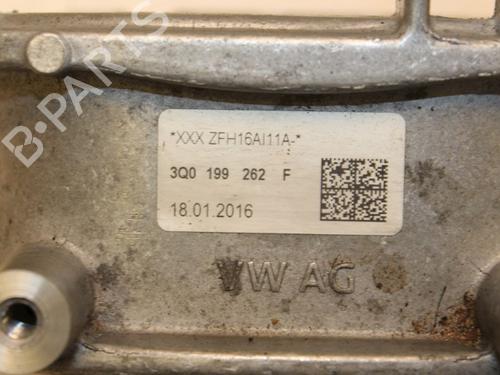 B-PARTS
*XXX ZFH16AI11A-*
3Q0 199 262 F
18.01.2016
VW AG